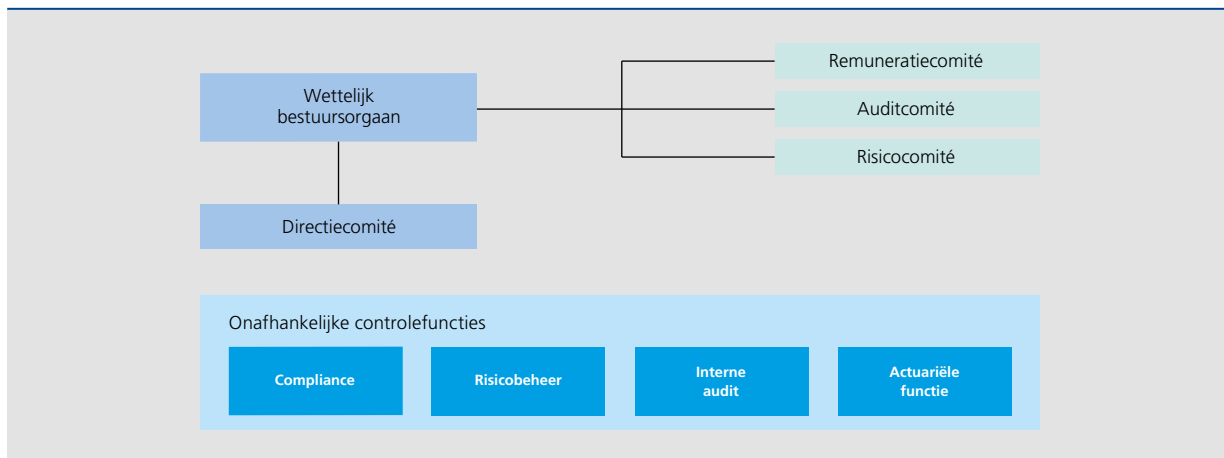 Wettelijk
bestuursorgaan
Remuneratiecomité
Auditcomité
Risicocomité
Directiecomité
Onafhankelijke controlefuncties
Compliance
Risicobeheer
Interne
audit
Actuariële
functie